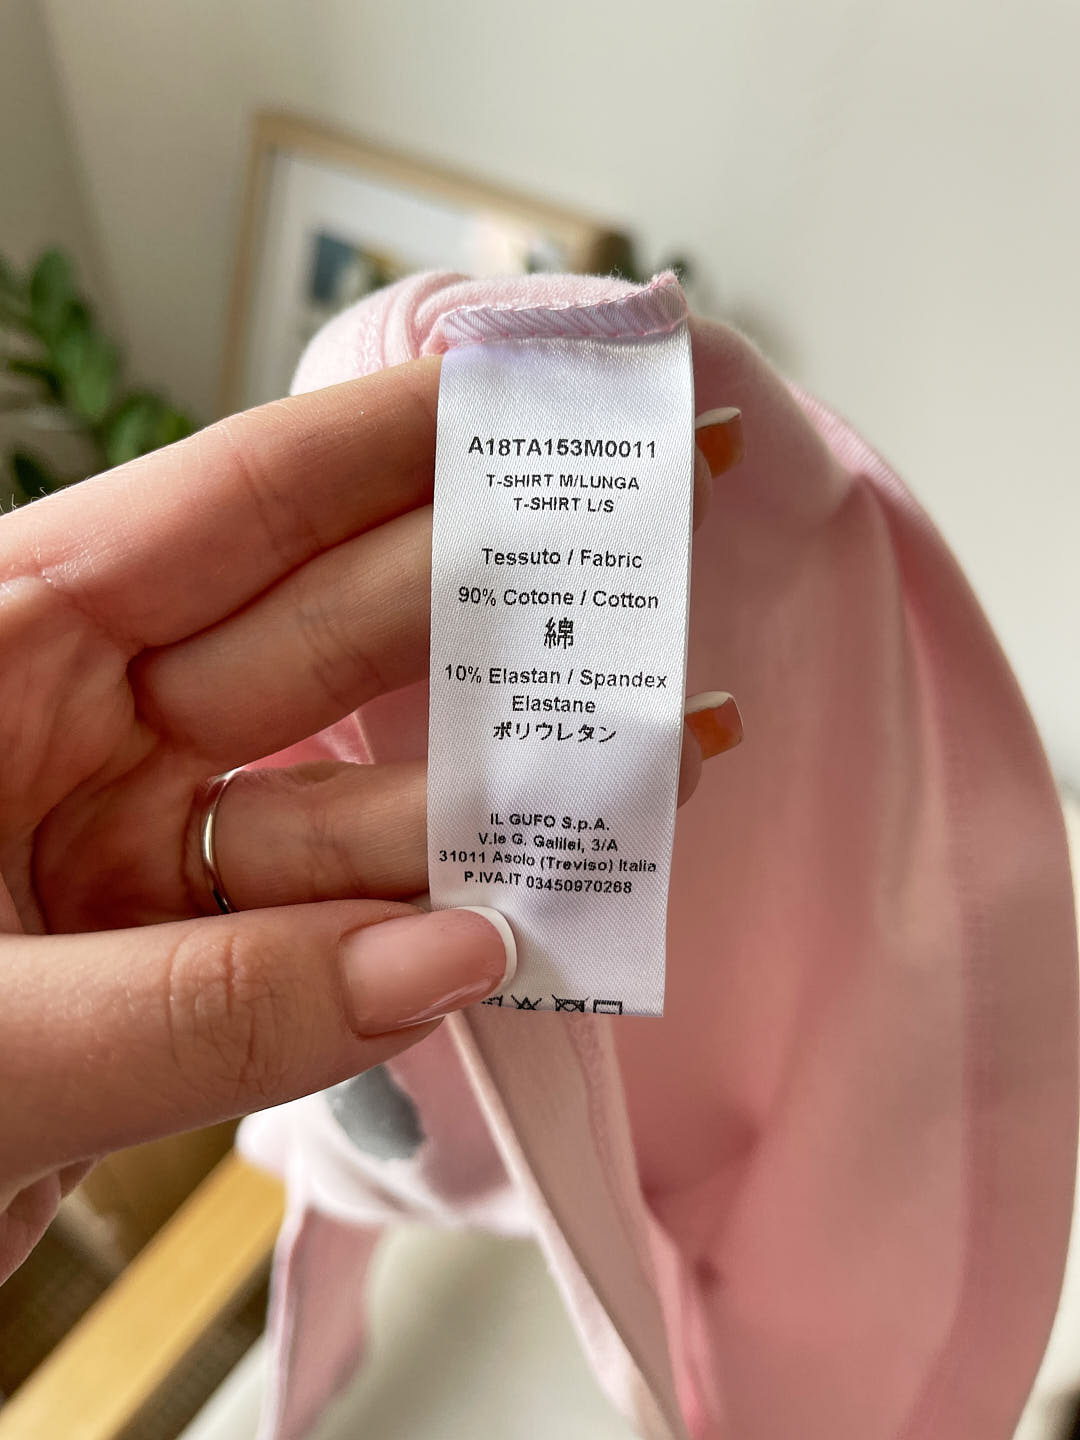 A18TA153M0011
T-SHIRT M/LUNGA
T-SHIRT L/S
Tessuto / Fabric
90% Cotone / Cotton
綿
10% Elastan / Spandex
Elastane
ポリウレタン
IL GUFO S.p.A.
V.le G. Galilei, 3/A
31011 Asolo (Treviso) Italia
P.IVA.IT 03450970268